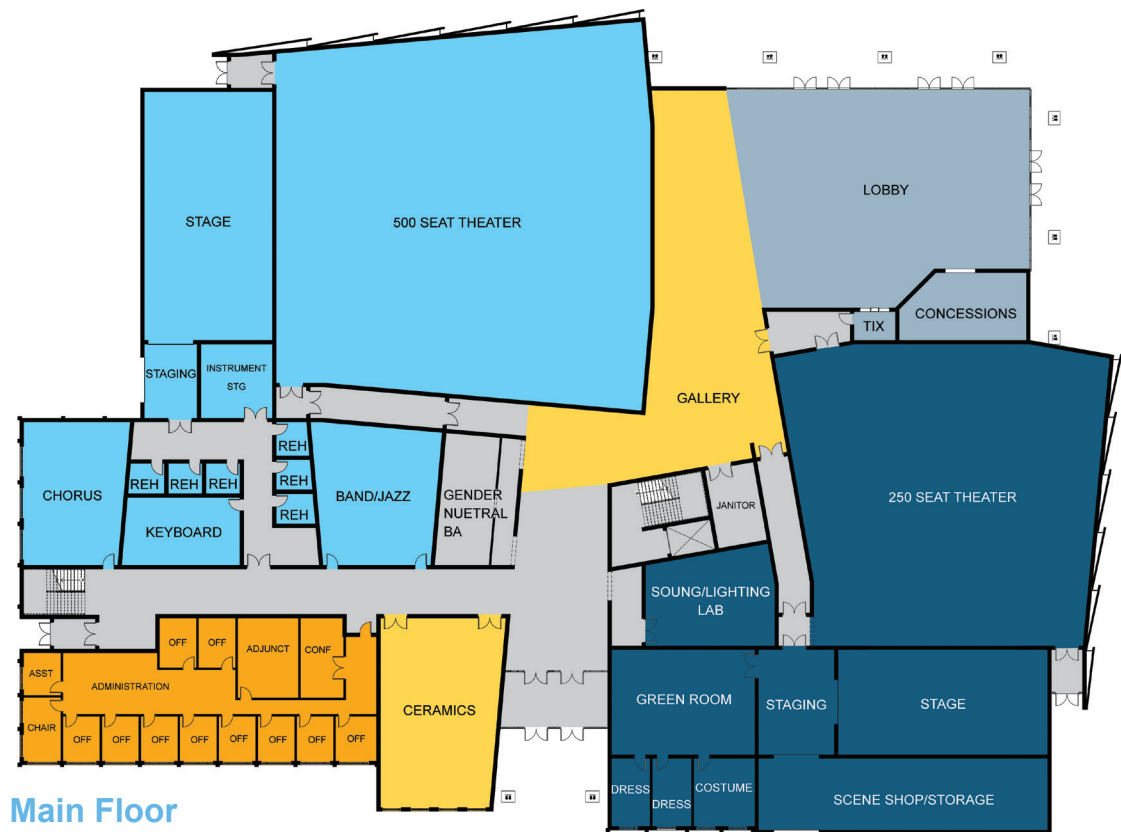 LOBBY
STAGE
500 SEAT THEATER
CONCESSIONS
TIX
STAGING
INSTRUMENT
STG
GALLERY
REH
CHORUS
REH
REH
REH
REH
BAND/JAZZ
GENDER
NUETRAL
BA
250 SEAT THEATER
JANITOR
REH
KEYBOARD
SOUNG/LIGHTING
LAB
OFF
OFF
ADJUNCT
CONF
ASST
ADMINISTRATION
CERAMICS
GREEN ROOM
STAGING
STAGE
CHAIR
OFF
OFF
OFF
OFF
OFF
OFF
OFF
OFF
DRESS
DRESS
COSTUME
SCENE SHOP/STORAGE
Main Floor